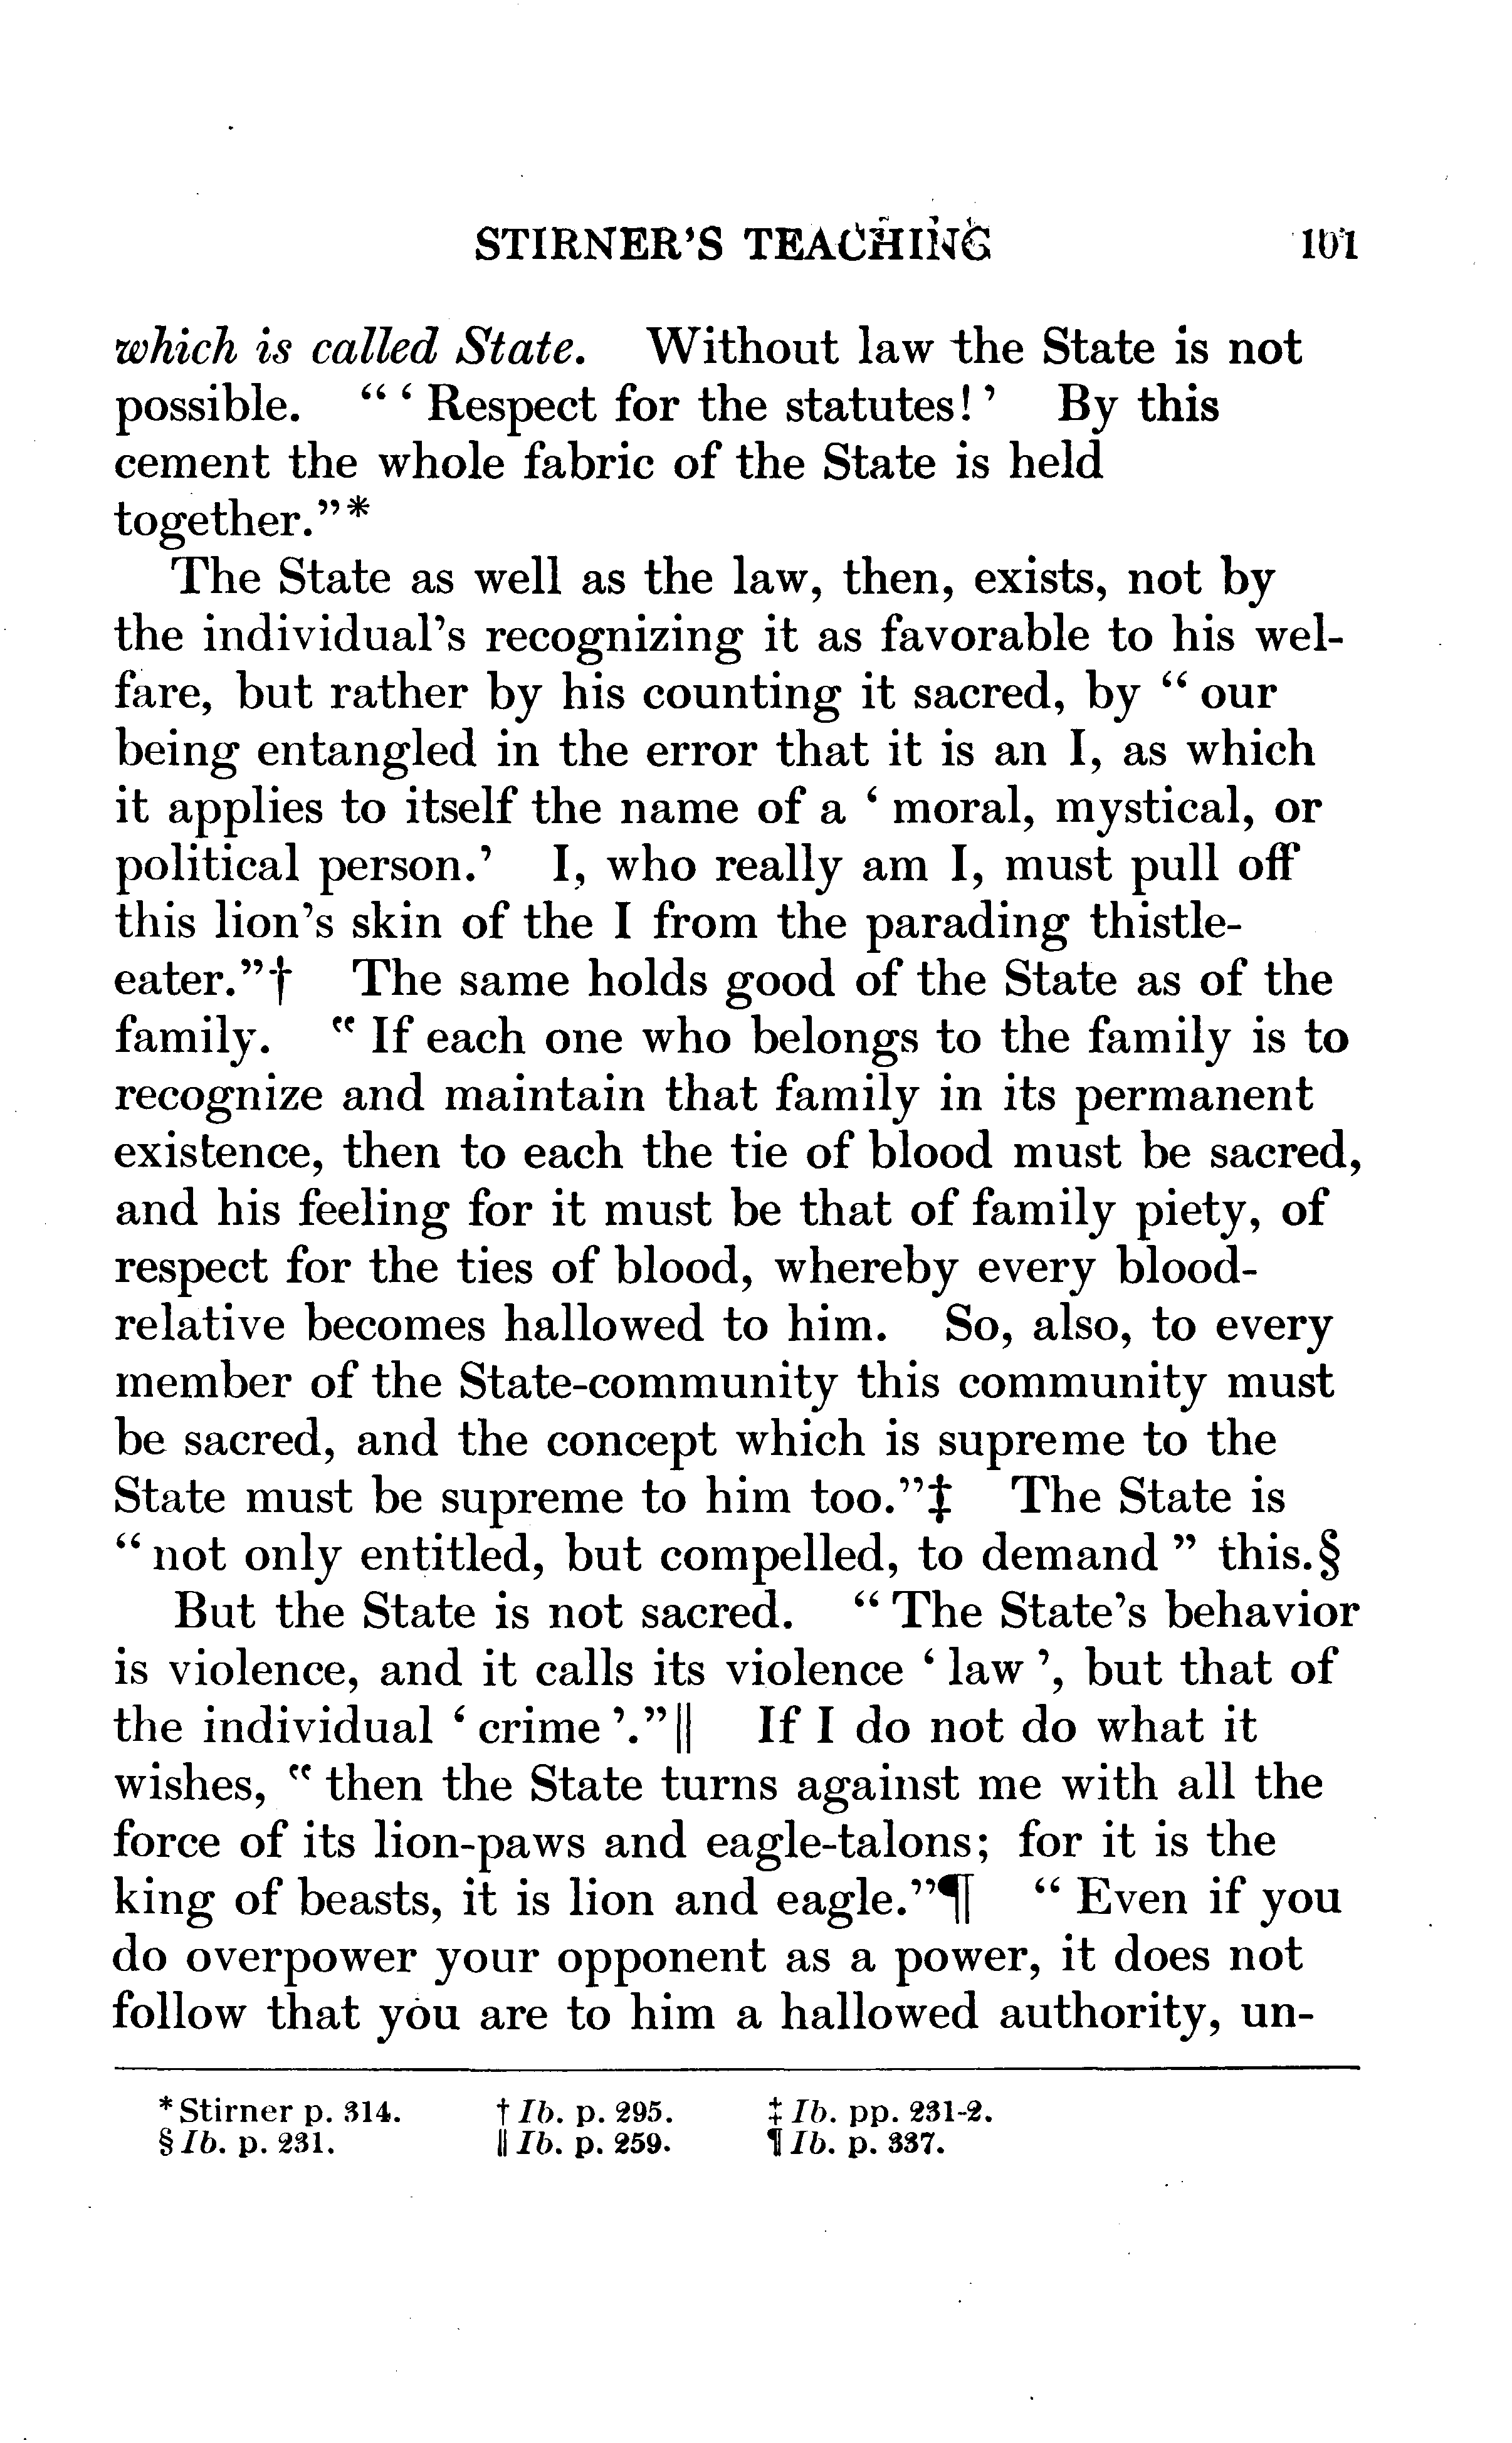 STIRNER'S TEACHING 101
which is called State. Without law the State is not
possible. “ ‘ Respect for the statutes! ’ By this
cement the whole fabric of the State is held
together.”*
The State as well as the law, then, exists, not by
the individual's recognizing it as favorable to his wel-
fare, but rather by his counting it sacred, by “ our
being entangled in the error that it is an I, as which
it applies to itself the name of a ‘ moral, mystical, or
political person.’ I, who really am I, must pull off
this lion's skin of the I from the parading thistle-
eater.”† The same holds good of the State as of the
family. “ If each one who belongs to the family is to
recognize and maintain that family in its permanent
existence, then to each the tie of blood must be sacred,
and his feeling for it must be that of family piety, of
respect for the ties of blood, whereby every blood-
relative becomes hallowed to him. So, also, to every
member of the State-community this community must
be sacred, and the concept which is supreme to the
State must be supreme to him too.”‡ The State is
“ not only entitled, but compelled, to demand ” this.§
But the State is not sacred. “ The State's behavior
is violence, and it calls its violence ‘ law ’, but that of
the individual ‘ crime ’.”‖ If I do not do what it
wishes, “ then the State turns against me with all the
force of its lion-paws and eagle-talons; for it is the
king of beasts, it is lion and eagle.”¶ “ Even if you
do overpower your opponent as a power, it does not
follow that you are to him a hallowed authority, un-
* Stirner p. 314. † Ib. p. 295. ‡ Ib. pp. 231-2.
§ Ib. p. 231. ‖ Ib. p. 259. ¶ Ib. p. 337.